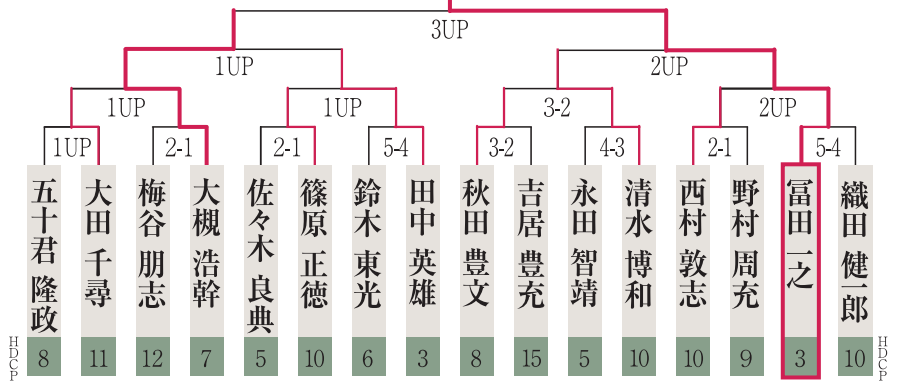 3UP
1UP
2UP
1UP
1UP
3-2
2UP
1UP
2-1
2-1
5-4
3-2
4-3
2-1
5-4
五十君 隆政
大田 千尋
梅谷 朋志
大槻 浩幹
佐々木 良典
篠原 正徳
鈴木 東光
田中 英雄
秋田 豊文
吉居 豊充
永田 智靖
清水 博和
西村 敦志
野村 周充
冨田 一之
織田 健一郎
HDCP 8 11 12 7 5 10 6 3 8 15 5 10 10 9 3 10 HDCP